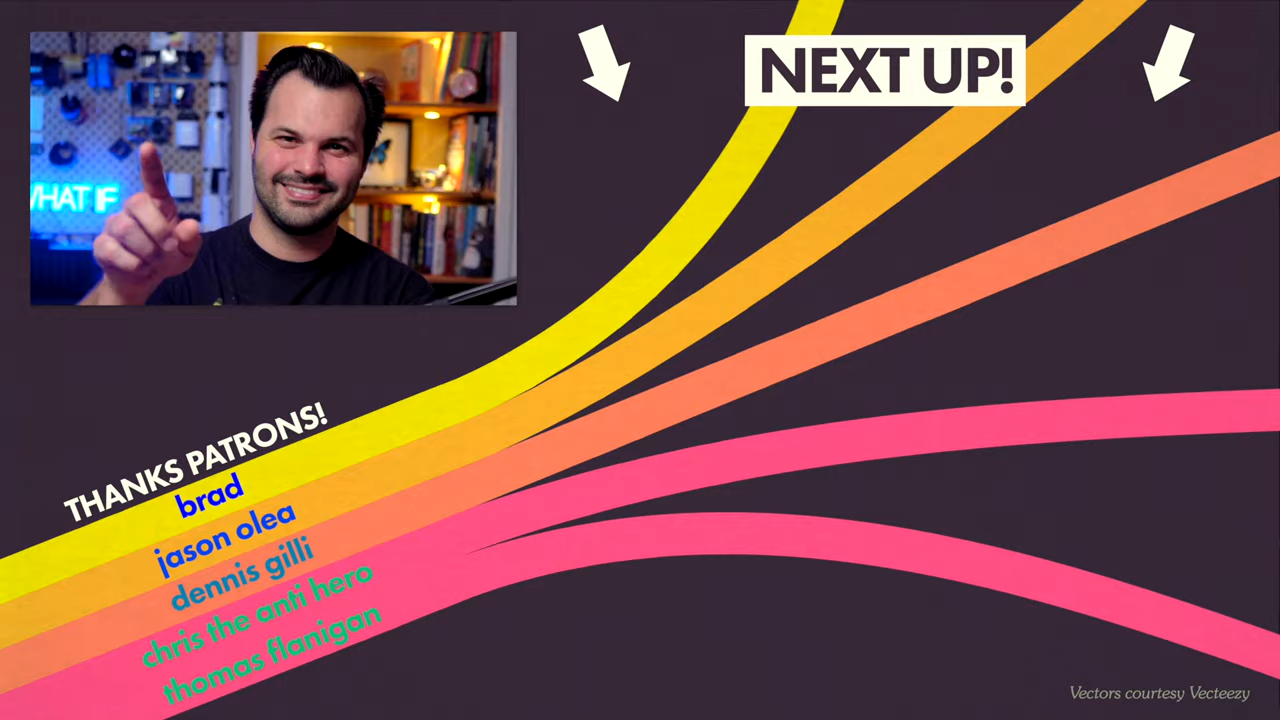 NEXT UP!
WHAT IF
THANKS PATRONS!
brad
jason olea
dennis gilli
chris the anti hero
thomas flanigan
Vectors courtesy Vecteezy